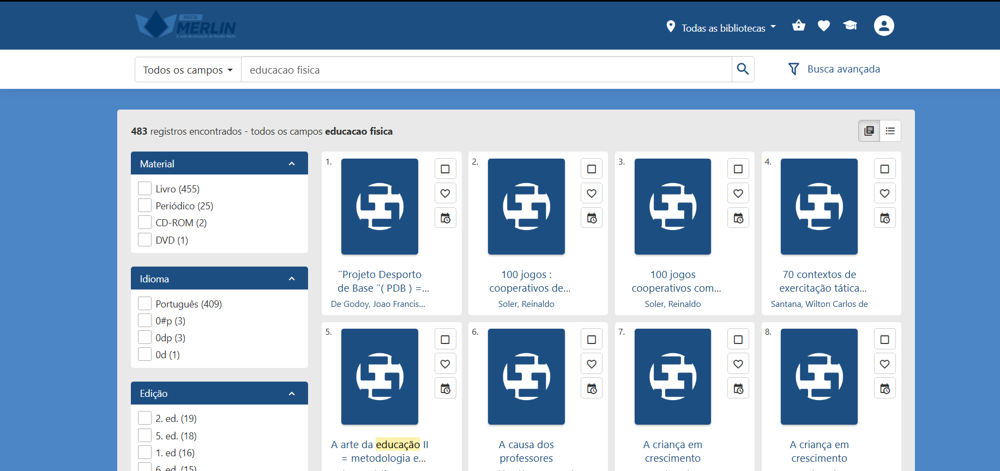 REDE
MERLIN
Todas as bibliotecas
Todos os campos
educacao fisica
Busca avançada
483 registros encontrados - todos os campos educacao fisica
Material
Livro (455)
Periódico (25)
CD-ROM (2)
DVD (1)
Idioma
Português (409)
0#p (3)
0dp (3)
0d (1)
Edição
2. ed. (19)
5. ed. (18)
1. ed (16)
6. ed. (15)
1.
¨Projeto Desporto
de Base ¨( PDB ) =...
De Godoy, Joao Francis...
2.
100 jogos :
cooperativos de...
Soler, Reinaldo
3.
100 jogos
cooperativos com...
Soler, Reinaldo
4.
70 contextos de
exercitação tática...
Santana, Wilton Carlos de
5.
A arte da educação II
= metodologia e...
6.
A causa dos
professores
7.
A criança em
crescimento
8.
A criança em
crescimento